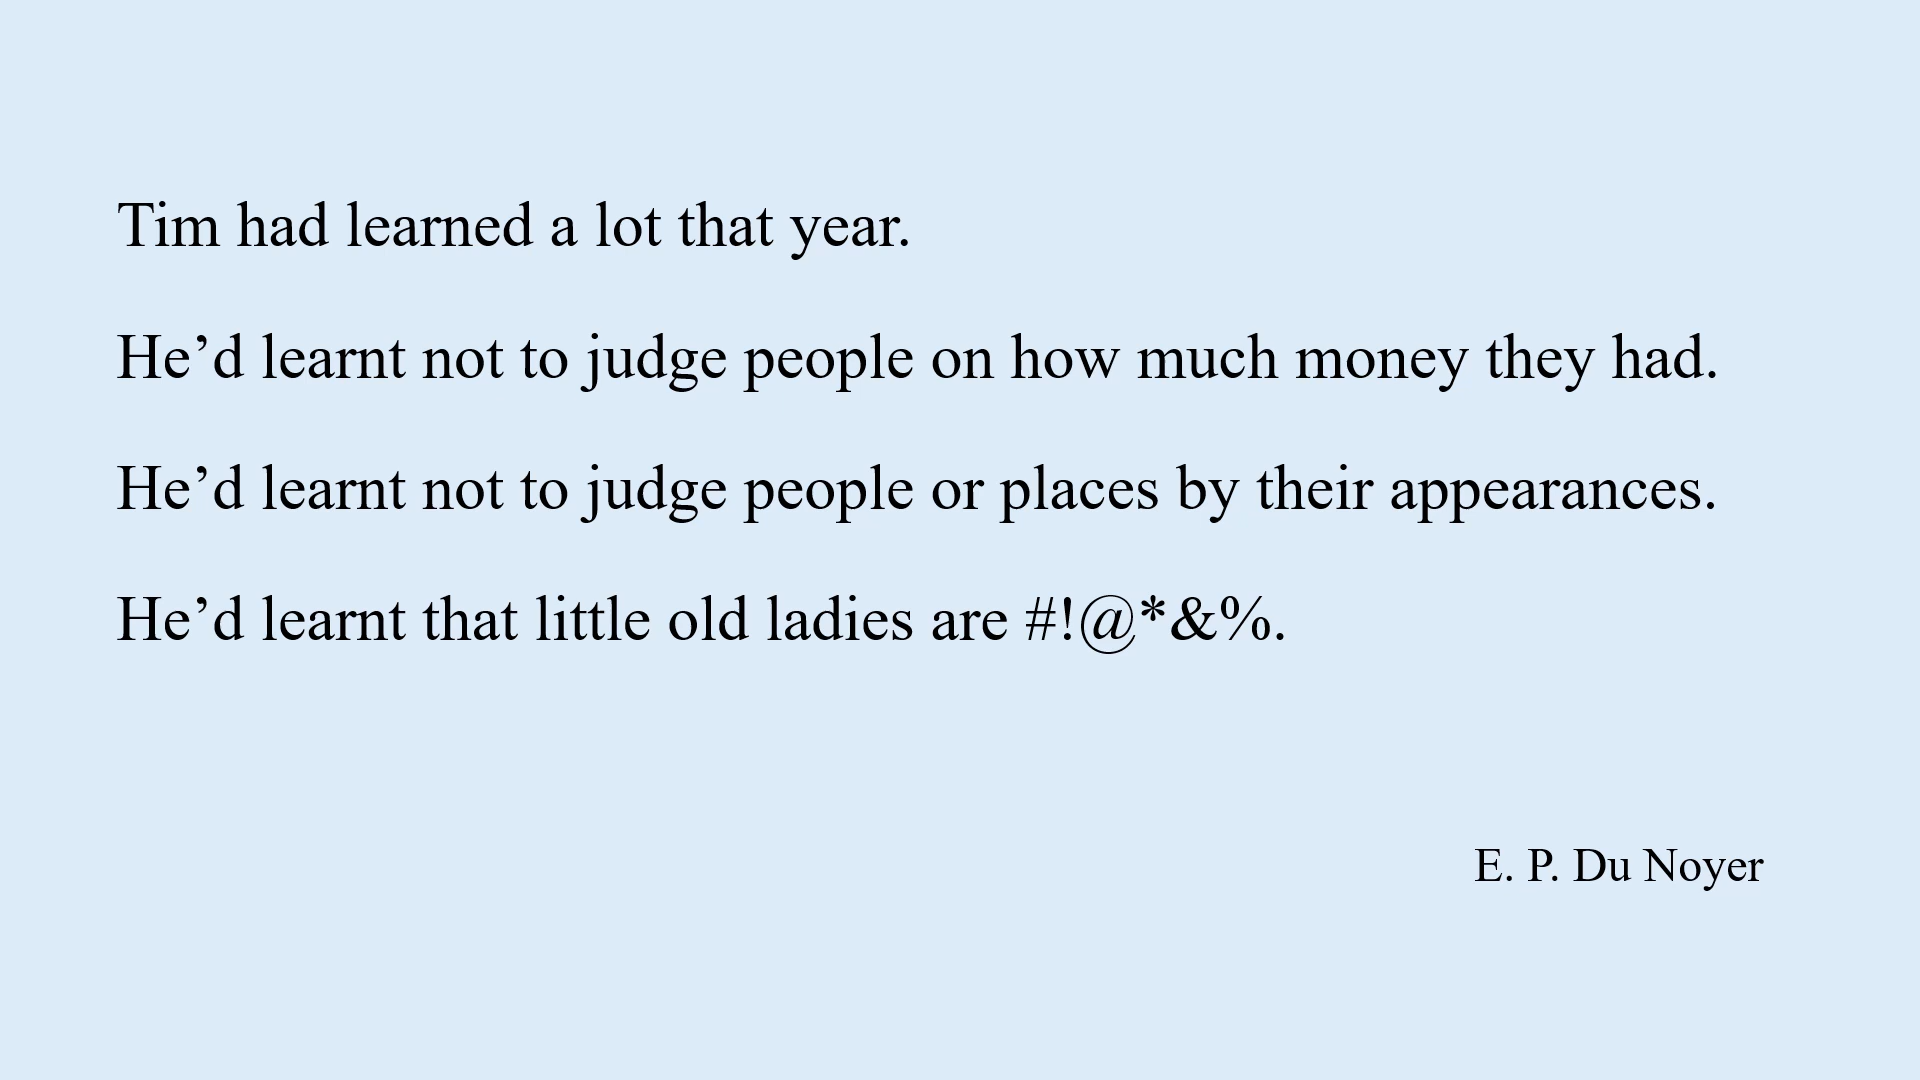 Tim had learned a lot that year.
He’d learnt not to judge people on how much money they had.
He’d learnt not to judge people or places by their appearances.
He’d learnt that little old ladies are #!@*&%.
E. P. Du Noyer